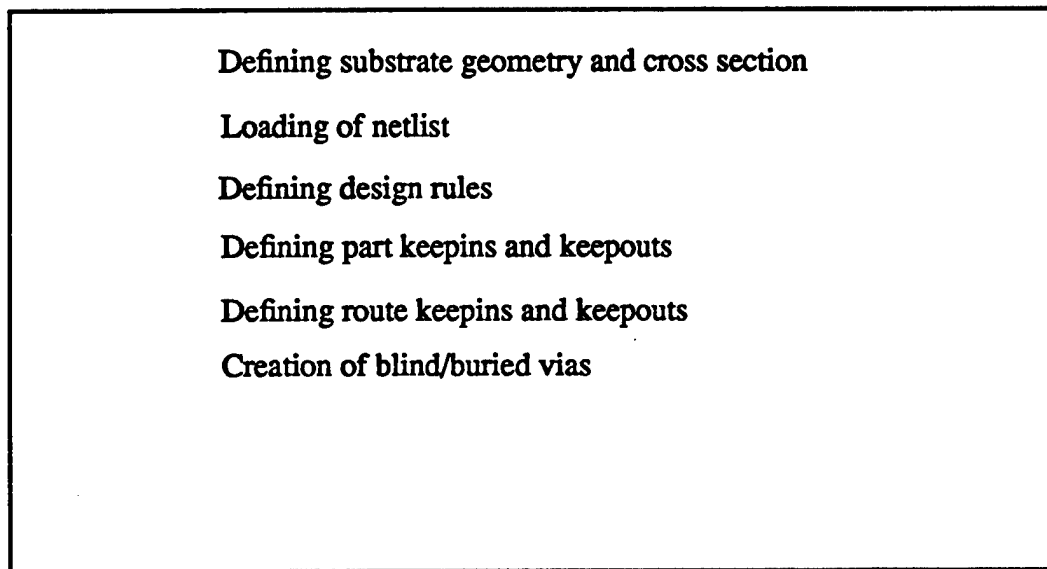 Defining substrate geometry and cross section
Loading of netlist
Defining design rules
Defining part keepins and keepouts
Defining route keepins and keepouts
Creation of blind/buried vias